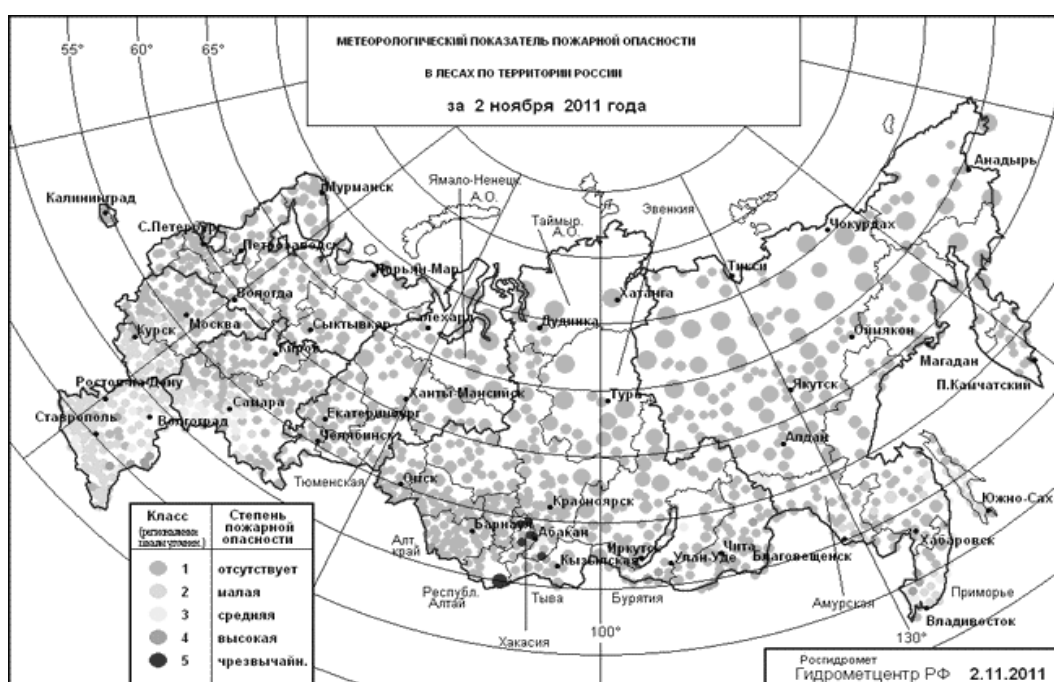 МЕТЕОРОЛОГИЧЕСКИЙ ПОКАЗАТЕЛЬ ПОЖАРНОЙ ОПАСНОСТИ
В ЛЕСАХ ПО ТЕРРИТОРИИ РОССИИ
за 2 ноября 2011 года
55°
60°
65°
Калининград
Мурманск
С.Петербург
Петрозаводск
Ямало-Ненецк.
А.О.
Таймыр.
А.О.
Эвенкия
Анадырь
Чокурдах
Тикси
Хатанга
Нарьян-Мар
Вологда
Москва
Курск
Сыктывкар
Салехард
Дудинка
Киров
Оймякон
Магадан
П.Камчатский
Якутск
Ростов-на-Дону
Ставрополь
Волгоград
Самара
Ханты-Мансийск
Тура
Екатеринбург
Челябинск
Алдан
Тюменская
Омск
Красноярск
Южно-Сах
Барнаул
Абакан
Алт.
край
Кызыл
Иркутск
Улан-Уде
Чита
Благовещенск
Хабаровск
Республ.
Алтай
Тыва
Бурятия
Амурская
Приморье
Владивосток
Хакасия
100°
130°
Класс
Степень
пожарной
опасности
1 отсутствует
2 малая
3 средняя
4 высокая
5 чрезвычайн.
Росгидромет
Гидрометцентр РФ 2.11.2011